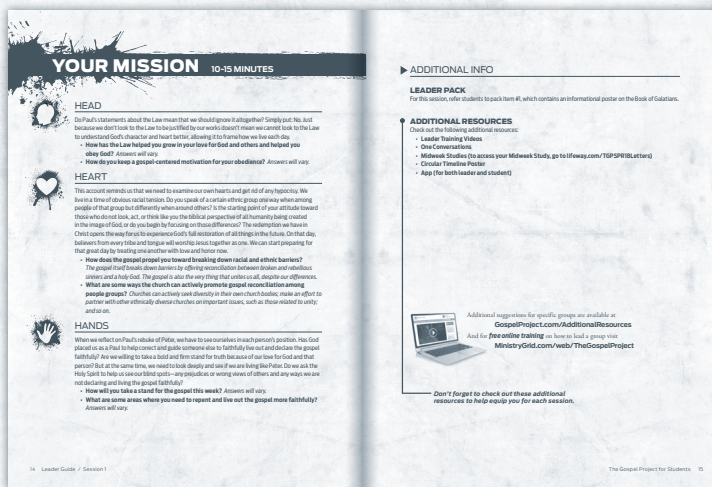 YOUR MISSION 10-15 MINUTES
HEAD
Do Paul's statements about the Law mean that we should ignore it altogether? Simply put: No. Just
because we don't look to the Law to be justified by our works doesn't mean we cannot look to the Law
to understand God's character and heart better, allowing it to frame how we live each day.
• How has the Law helped you grow in your love for God and others and helped you
obey God? Answers will vary.
• How do you keep a gospel-centered motivation for your obedience? Answers will vary.
HEART
This account reminds us that we need to examine our own hearts and get rid of any hypocrisy. We
live in a time of obvious racial tension. Do you speak of a certain ethnic group one way when among
people of that group but differently when around others? Is the starting point of your attitude toward
those who do not look, act, or think like you the biblical perspective of all humanity being created
in the image of God, or do you begin by focusing on those differences? The redemption we have in
Christ opens the way for us to experience God's full restoration of all things in the future. On that day,
believers from every tribe and tongue will worship Jesus together as one. We can start preparing for
that great day by treating one another with love and honor now.
• How does the gospel propel you toward breaking down racial and ethnic barriers?
The gospel itself breaks down barriers by offering reconciliation between broken and rebellious
sinners and a holy God. The gospel is also the very thing that unites us all, despite our differences.
• What are some ways the church can actively promote gospel reconciliation among
people groups? Churches can actively seek diversity in their own church bodies; make an effort to
partner with other ethnically diverse churches on important issues, such as those related to unity;
and so on.
HANDS
When we reflect on Paul's rebuke of Peter, we have to see ourselves in each person's position. Has God
placed us as a Paul to help correct and guide someone else to faithfully live out and declare the gospel
faithfully? Are we willing to take a bold and firm stand for truth because of our love for God and that
person? But at the same time, we need to look deeply and see if we are living like Peter. Do we ask the
Holy Spirit to help us see our blind spots—any prejudices or wrong views of others and any ways we are
not declaring and living the gospel faithfully?
• How will you take a stand for the gospel this week? Answers will vary.
• What are some areas where you need to repent and live out the gospel more faithfully?
Answers will vary.
14 Leader Guide / Session 1
ADDITIONAL INFO
LEADER PACK
For this session, refer students to pack item #1, which contains an informational poster on the Book of Galatians.
ADDITIONAL RESOURCES
Check out the following additional resources:
• Leader Training Videos
• One Conversations
• Midweek Studies (to access your Midweek Study, go to lifeway.com/TGPSPR18Letters)
• Circular Timeline Poster
• App (for both leader and student)
Additional suggestions for specific groups are available at
GospelProject.com/AdditionalResources
And for free online training on how to lead a group visit
MinistryGrid.com/web/TheGospelProject
Don't forget to check out these additional
resources to help equip you for each session.
The Gospel Project for Students 15